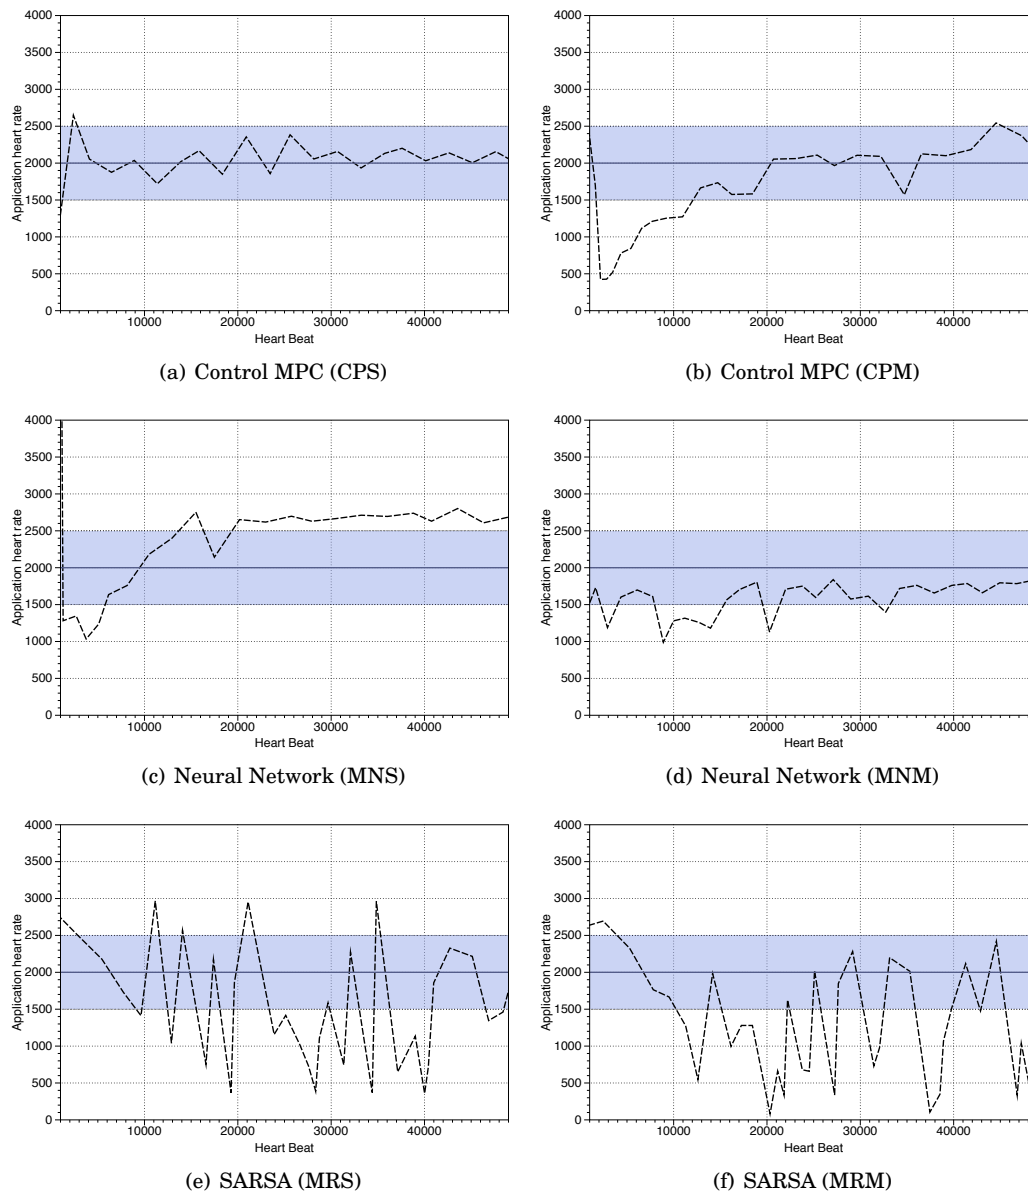 4000
3500
3000
2500
2000
1500
1000
500
0
Application heart rate
10000 20000 30000 40000
Heart Beat
(a) Control MPC (CPS)
4000
3500
3000
2500
2000
1500
1000
500
0
Application heart rate
10000 20000 30000 40000
Heart Beat
(b) Control MPC (CPM)
4000
3500
3000
2500
2000
1500
1000
500
0
Application heart rate
10000 20000 30000 40000
Heart Beat
(c) Neural Network (MNS)
4000
3500
3000
2500
2000
1500
1000
500
0
Application heart rate
10000 20000 30000 40000
Heart Beat
(d) Neural Network (MNM)
4000
3500
3000
2500
2000
1500
1000
500
0
Application heart rate
10000 20000 30000 40000
Heart Beat
(e) SARSA (MRS)
4000
3500
3000
2500
2000
1500
1000
500
0
Application heart rate
10000 20000 30000 40000
Heart Beat
(f) SARSA (MRM)